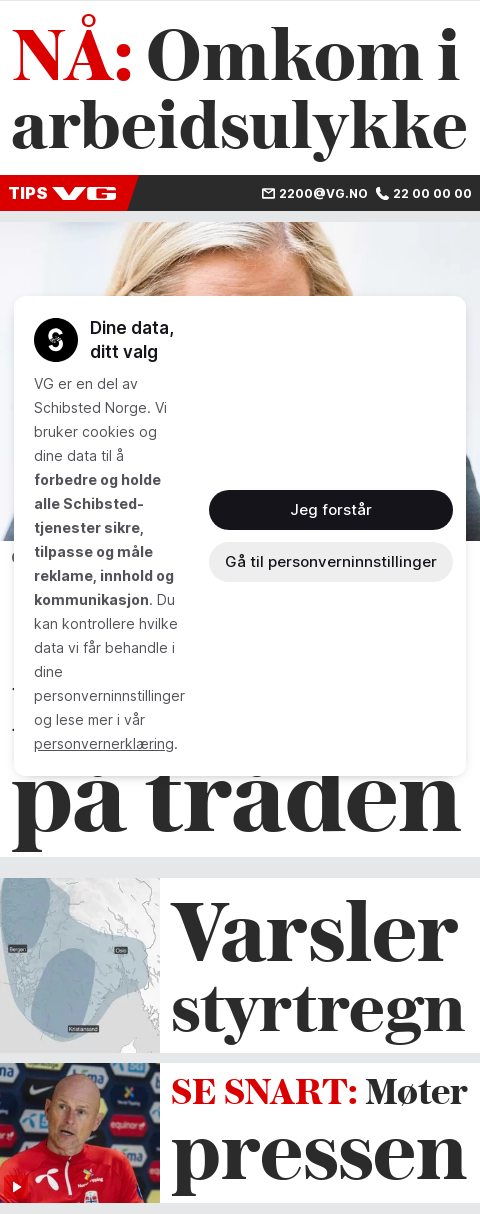 NÅ: Omkom i
arbeidsulykke
TIPS VG
2200@VG.NO 22 00 00 00
Dine data,
ditt valg
VG er en del av
Schibsted Norge. Vi
bruker cookies og
dine data til å
forbedre og holde
alle Schibsted-
tjenester sikre,
tilpasse og måle
reklame, innhold og
kommunikasjon. Du
kan kontrollere hvilke
data vi får behandle i
dine
personverninnstillinger
og lese mer i vår
personvernerklæring.
Jeg forstår
Gå til personverninnstillinger
på tråden
Bergen
Oslo
Kristiansand
Varsler
styrtregn
SE SNART: Møter
pressen